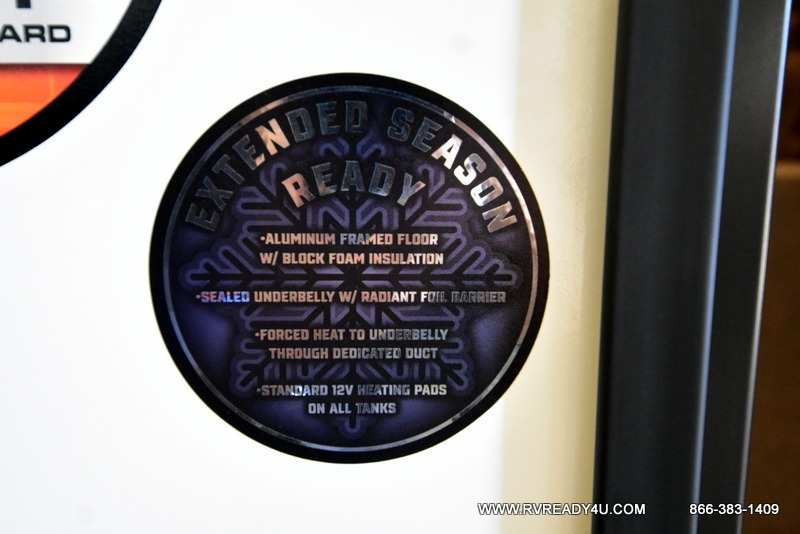 ARD
EXTENDED SEASON
READY
•ALUMINUM FRAMED FLOOR
W/ BLOCK FOAM INSULATION
•SEALED UNDERBELLY W/ RADIANT FOIL BARRIER
•FORCED HEAT TO UNDERBELLY
THROUGH DEDICATED DUCT
•STANDARD 12V HEATING PADS
ON ALL TANKS
WWW.RVREADY4U.COM 866-383-1409